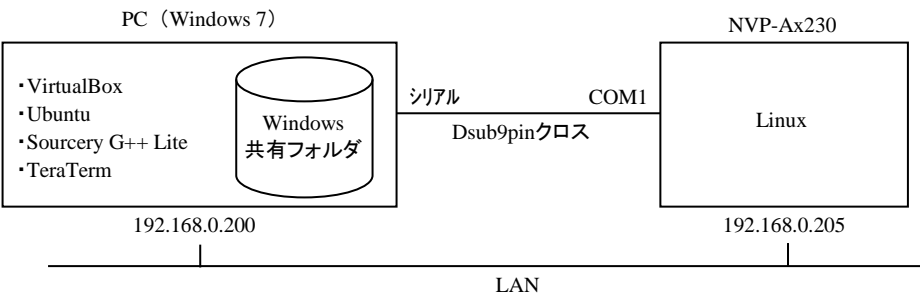 PC（Windows 7）
NVP-Ax230
・VirtualBox
・Ubuntu
・Sourcery G++ Lite
・TeraTerm
Windows
共有フォルダ
シリアル
COM1
Dsub9pinクロス
Linux
192.168.0.200
192.168.0.205
LAN